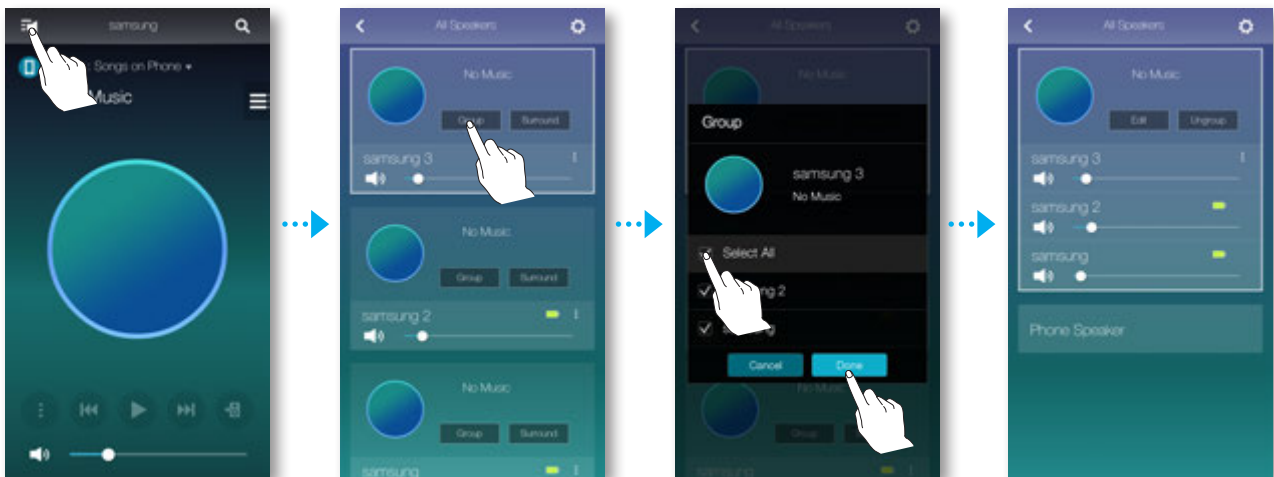 samsung
: Songs on Phone
Music
All Speakers
No Music
Group Surround
samsung 3
No Music
Group Surround
samsung 2
No Music
Group Surround
samsung
All Speakers
No Music
Group
samsung 3
No Music
Select All
ng 2
Cancel Done
No Music
Group
samsung
All Speakers
No Music
Edit Ungroup
samsung 3
samsung 2
samsung
Phone Speaker